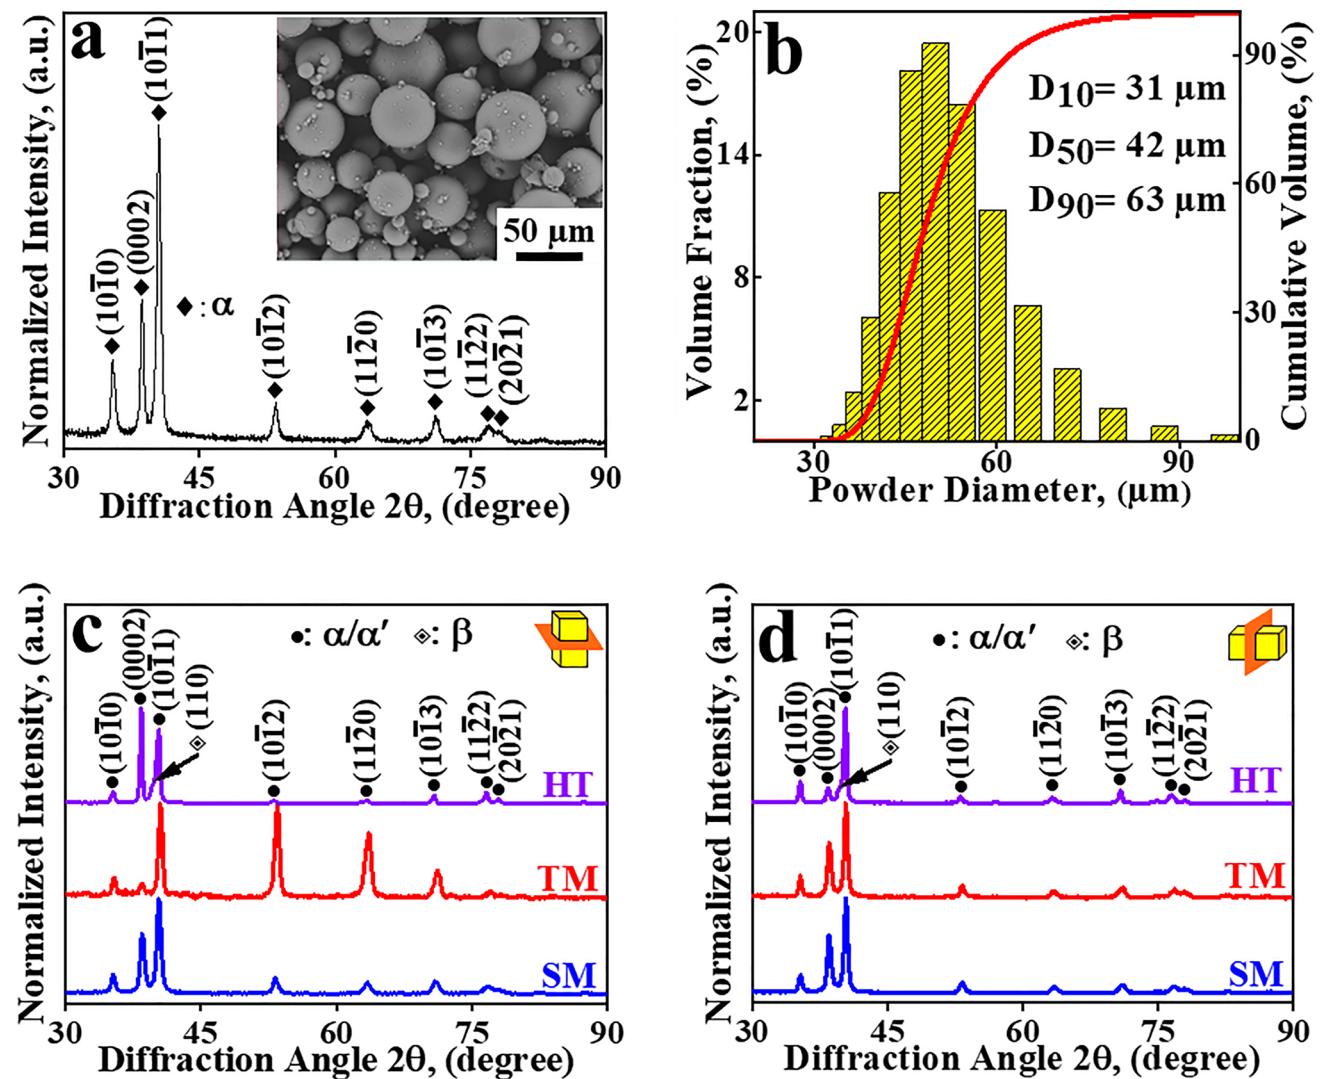 a
Normalized Intensity, (a.u.)
(101̅0)
(0002)
(101̅1)
◆: α
(101̅2)
(112̅0)
(101̅3)
(112̅2)
(202̅1)
50 µm
30 45 60 75 90
Diffraction Angle 2θ, (degree)
b
Volume Fraction, (%)
20
14
8
2
D10= 31 µm
D50= 42 µm
D90= 63 µm
90
60
30
0
Cumulative Volume, (%)
30 60 90
Powder Diameter, (µm)
c
Normalized Intensity, (a.u.)
●: α/α′ ◈: β
(101̅0)
(0002)
(101̅1)
(110)
(101̅2)
(112̅0)
(101̅3)
(112̅2)
(202̅1)
HT
TM
SM
30 45 60 75 90
Diffraction Angle 2θ, (degree)
d
Normalized Intensity, (a.u.)
●: α/α′ ◈: β
(101̅0)
(0002)
(101̅1)
(110)
(101̅2)
(112̅0)
(101̅3)
(112̅2)
(202̅1)
HT
TM
SM
30 45 60 75 90
Diffraction Angle 2θ, (degree)